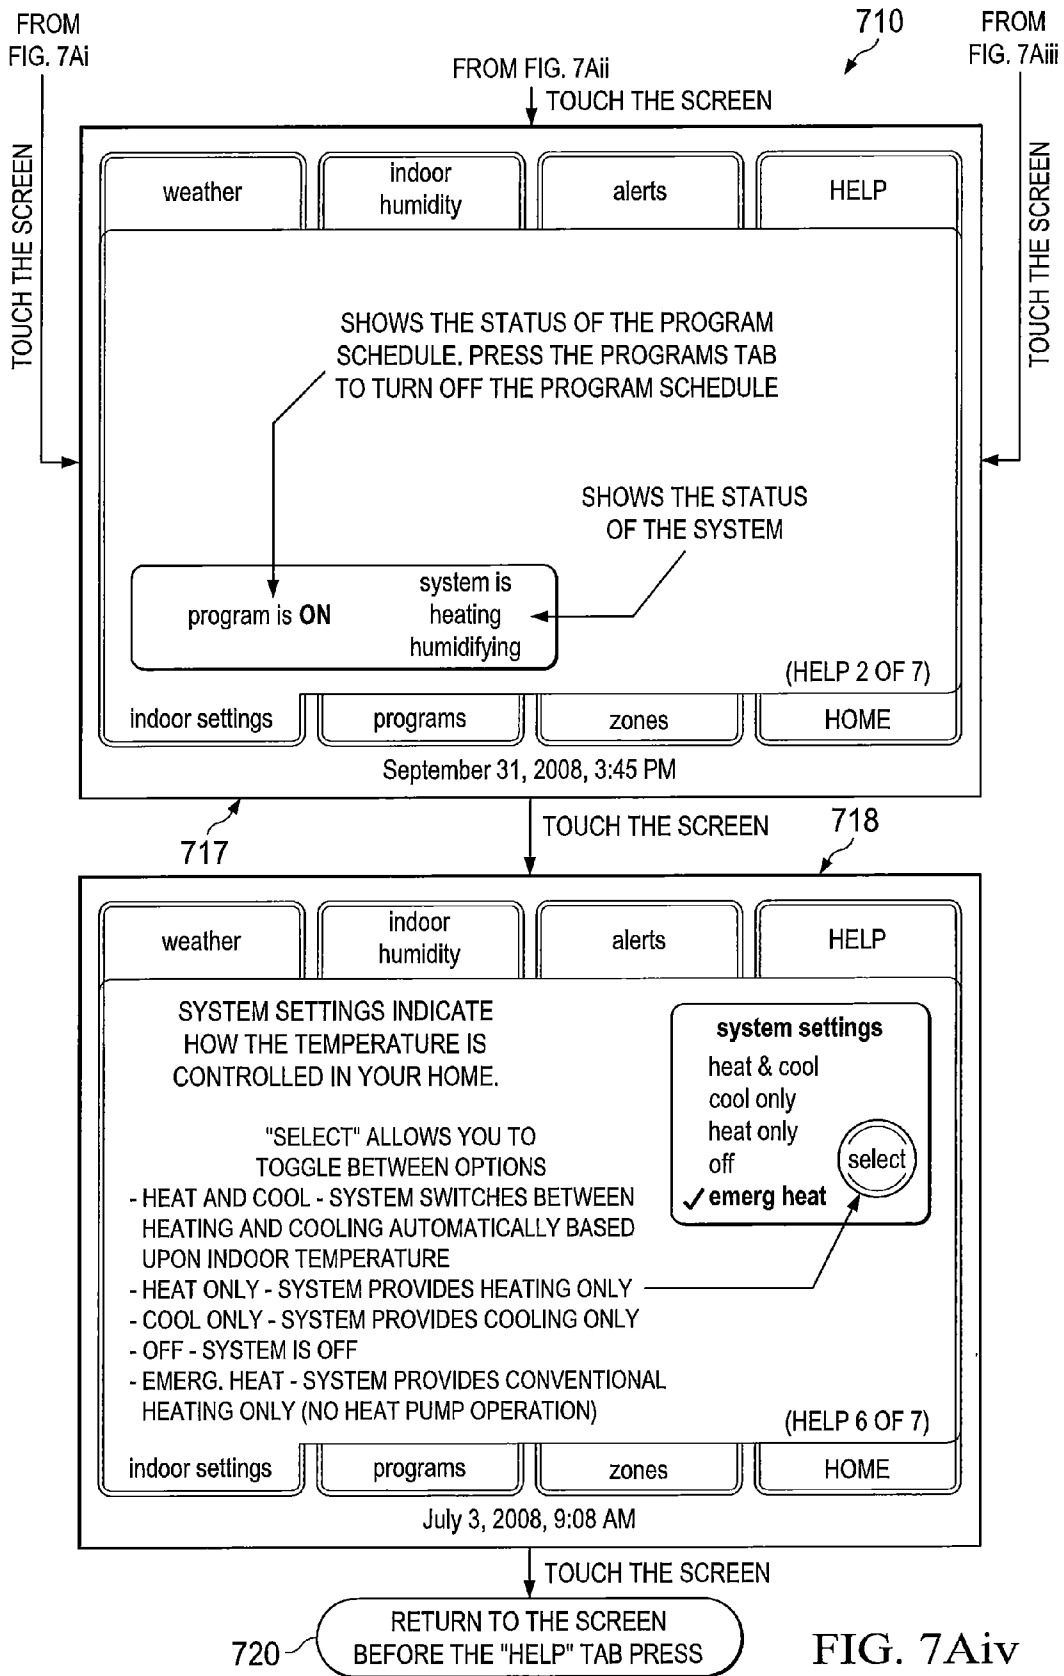 FROM
FIG. 7Ai
710
FROM
FIG. 7Aiii
FROM FIG. 7Aii
TOUCH THE SCREEN
TOUCH THE SCREEN
TOUCH THE SCREEN
weather
indoor
humidity
alerts
HELP
SHOWS THE STATUS OF THE PROGRAM
SCHEDULE. PRESS THE PROGRAMS TAB
TO TURN OFF THE PROGRAM SCHEDULE
SHOWS THE STATUS
OF THE SYSTEM
program is ON
system is
heating
humidifying
(HELP 2 OF 7)
indoor settings
programs
zones
HOME
September 31, 2008, 3:45 PM
717
TOUCH THE SCREEN
718
weather
indoor
humidity
alerts
HELP
SYSTEM SETTINGS INDICATE
HOW THE TEMPERATURE IS
CONTROLLED IN YOUR HOME.
"SELECT" ALLOWS YOU TO
TOGGLE BETWEEN OPTIONS
- HEAT AND COOL - SYSTEM SWITCHES BETWEEN
HEATING AND COOLING AUTOMATICALLY BASED
UPON INDOOR TEMPERATURE
- HEAT ONLY - SYSTEM PROVIDES HEATING ONLY
- COOL ONLY - SYSTEM PROVIDES COOLING ONLY
- OFF - SYSTEM IS OFF
- EMERG. HEAT - SYSTEM PROVIDES CONVENTIONAL
HEATING ONLY (NO HEAT PUMP OPERATION)
system settings
heat & cool
cool only
heat only
off
✓ emerg heat
select
(HELP 6 OF 7)
indoor settings
programs
zones
HOME
July 3, 2008, 9:08 AM
TOUCH THE SCREEN
720
RETURN TO THE SCREEN
BEFORE THE "HELP" TAB PRESS
FIG. 7Aiv